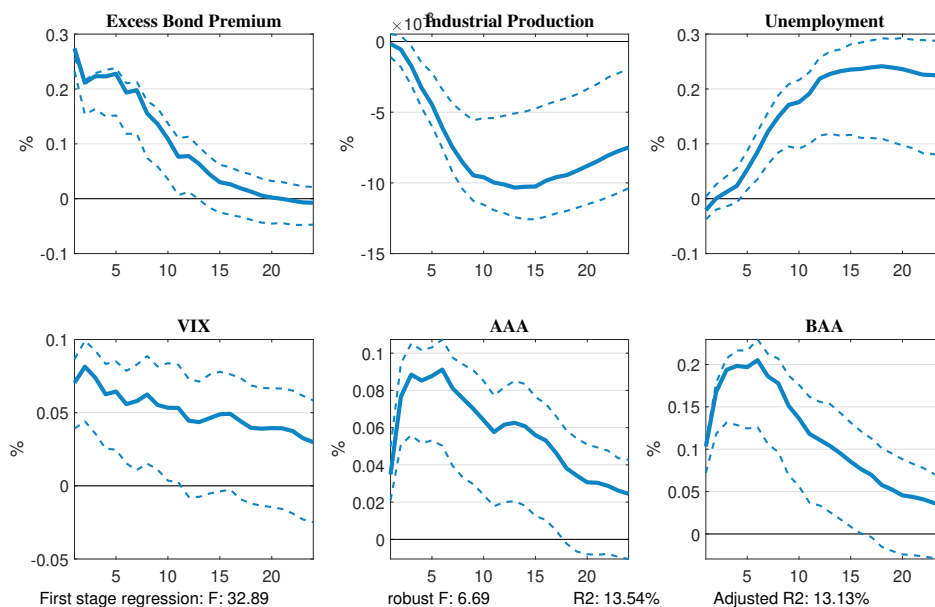 Excess Bond Premium
0.3
0.2
0.1
0
-0.1
%
5 10 15 20
Industrial Production
0
-5
-10
-15
%
5 10 15 20
Unemployment
0.3
0.2
0.1
0
-0.1
%
5 10 15 20
VIX
0.1
0.05
0
-0.05
%
5 10 15 20
AAA
0.1
0.08
0.06
0.04
0.02
0
%
5 10 15 20
BAA
0.2
0.15
0.1
0.05
0
%
5 10 15 20
First stage regression: F: 32.89 robust F: 6.69 R2: 13.54% Adjusted R2: 13.13%